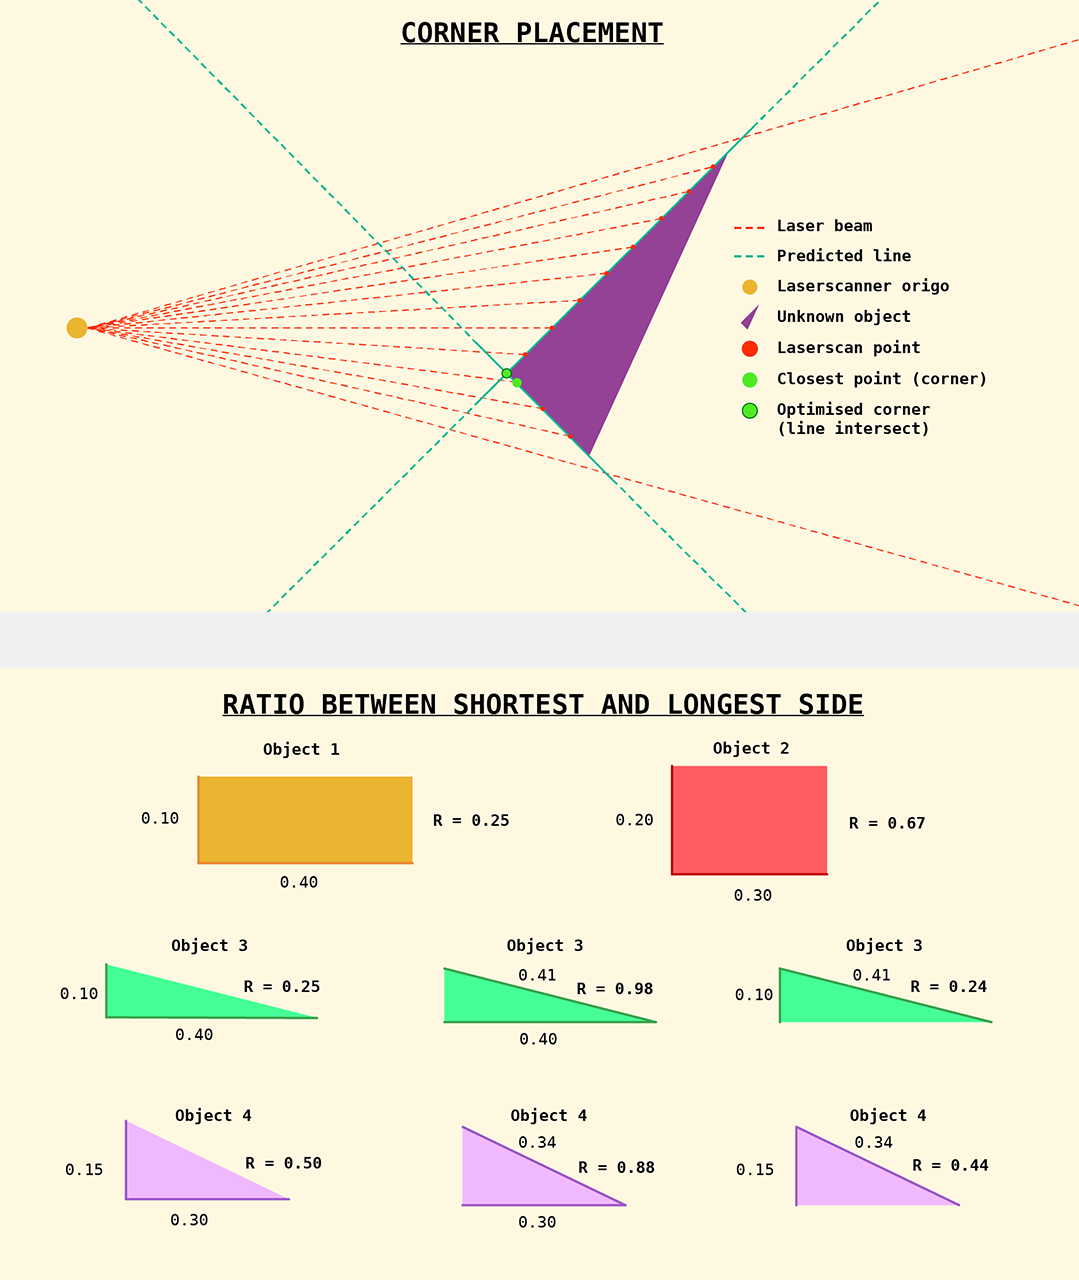 CORNER PLACEMENT
Laser beam
Predicted line
Laserscanner origo
Unknown object
Laserscan point
Closest point (corner)
Optimised corner
(line intersect)
RATIO BETWEEN SHORTEST AND LONGEST SIDE
Object 1
0.10
R = 0.25
0.40
Object 2
0.20
R = 0.67
0.30
Object 3
0.10
R = 0.25
0.40
Object 3
0.41
R = 0.98
0.40
Object 3
0.41
0.10
R = 0.24
Object 4
0.15
R = 0.50
0.30
Object 4
0.34
R = 0.88
0.30
Object 4
0.34
0.15
R = 0.44